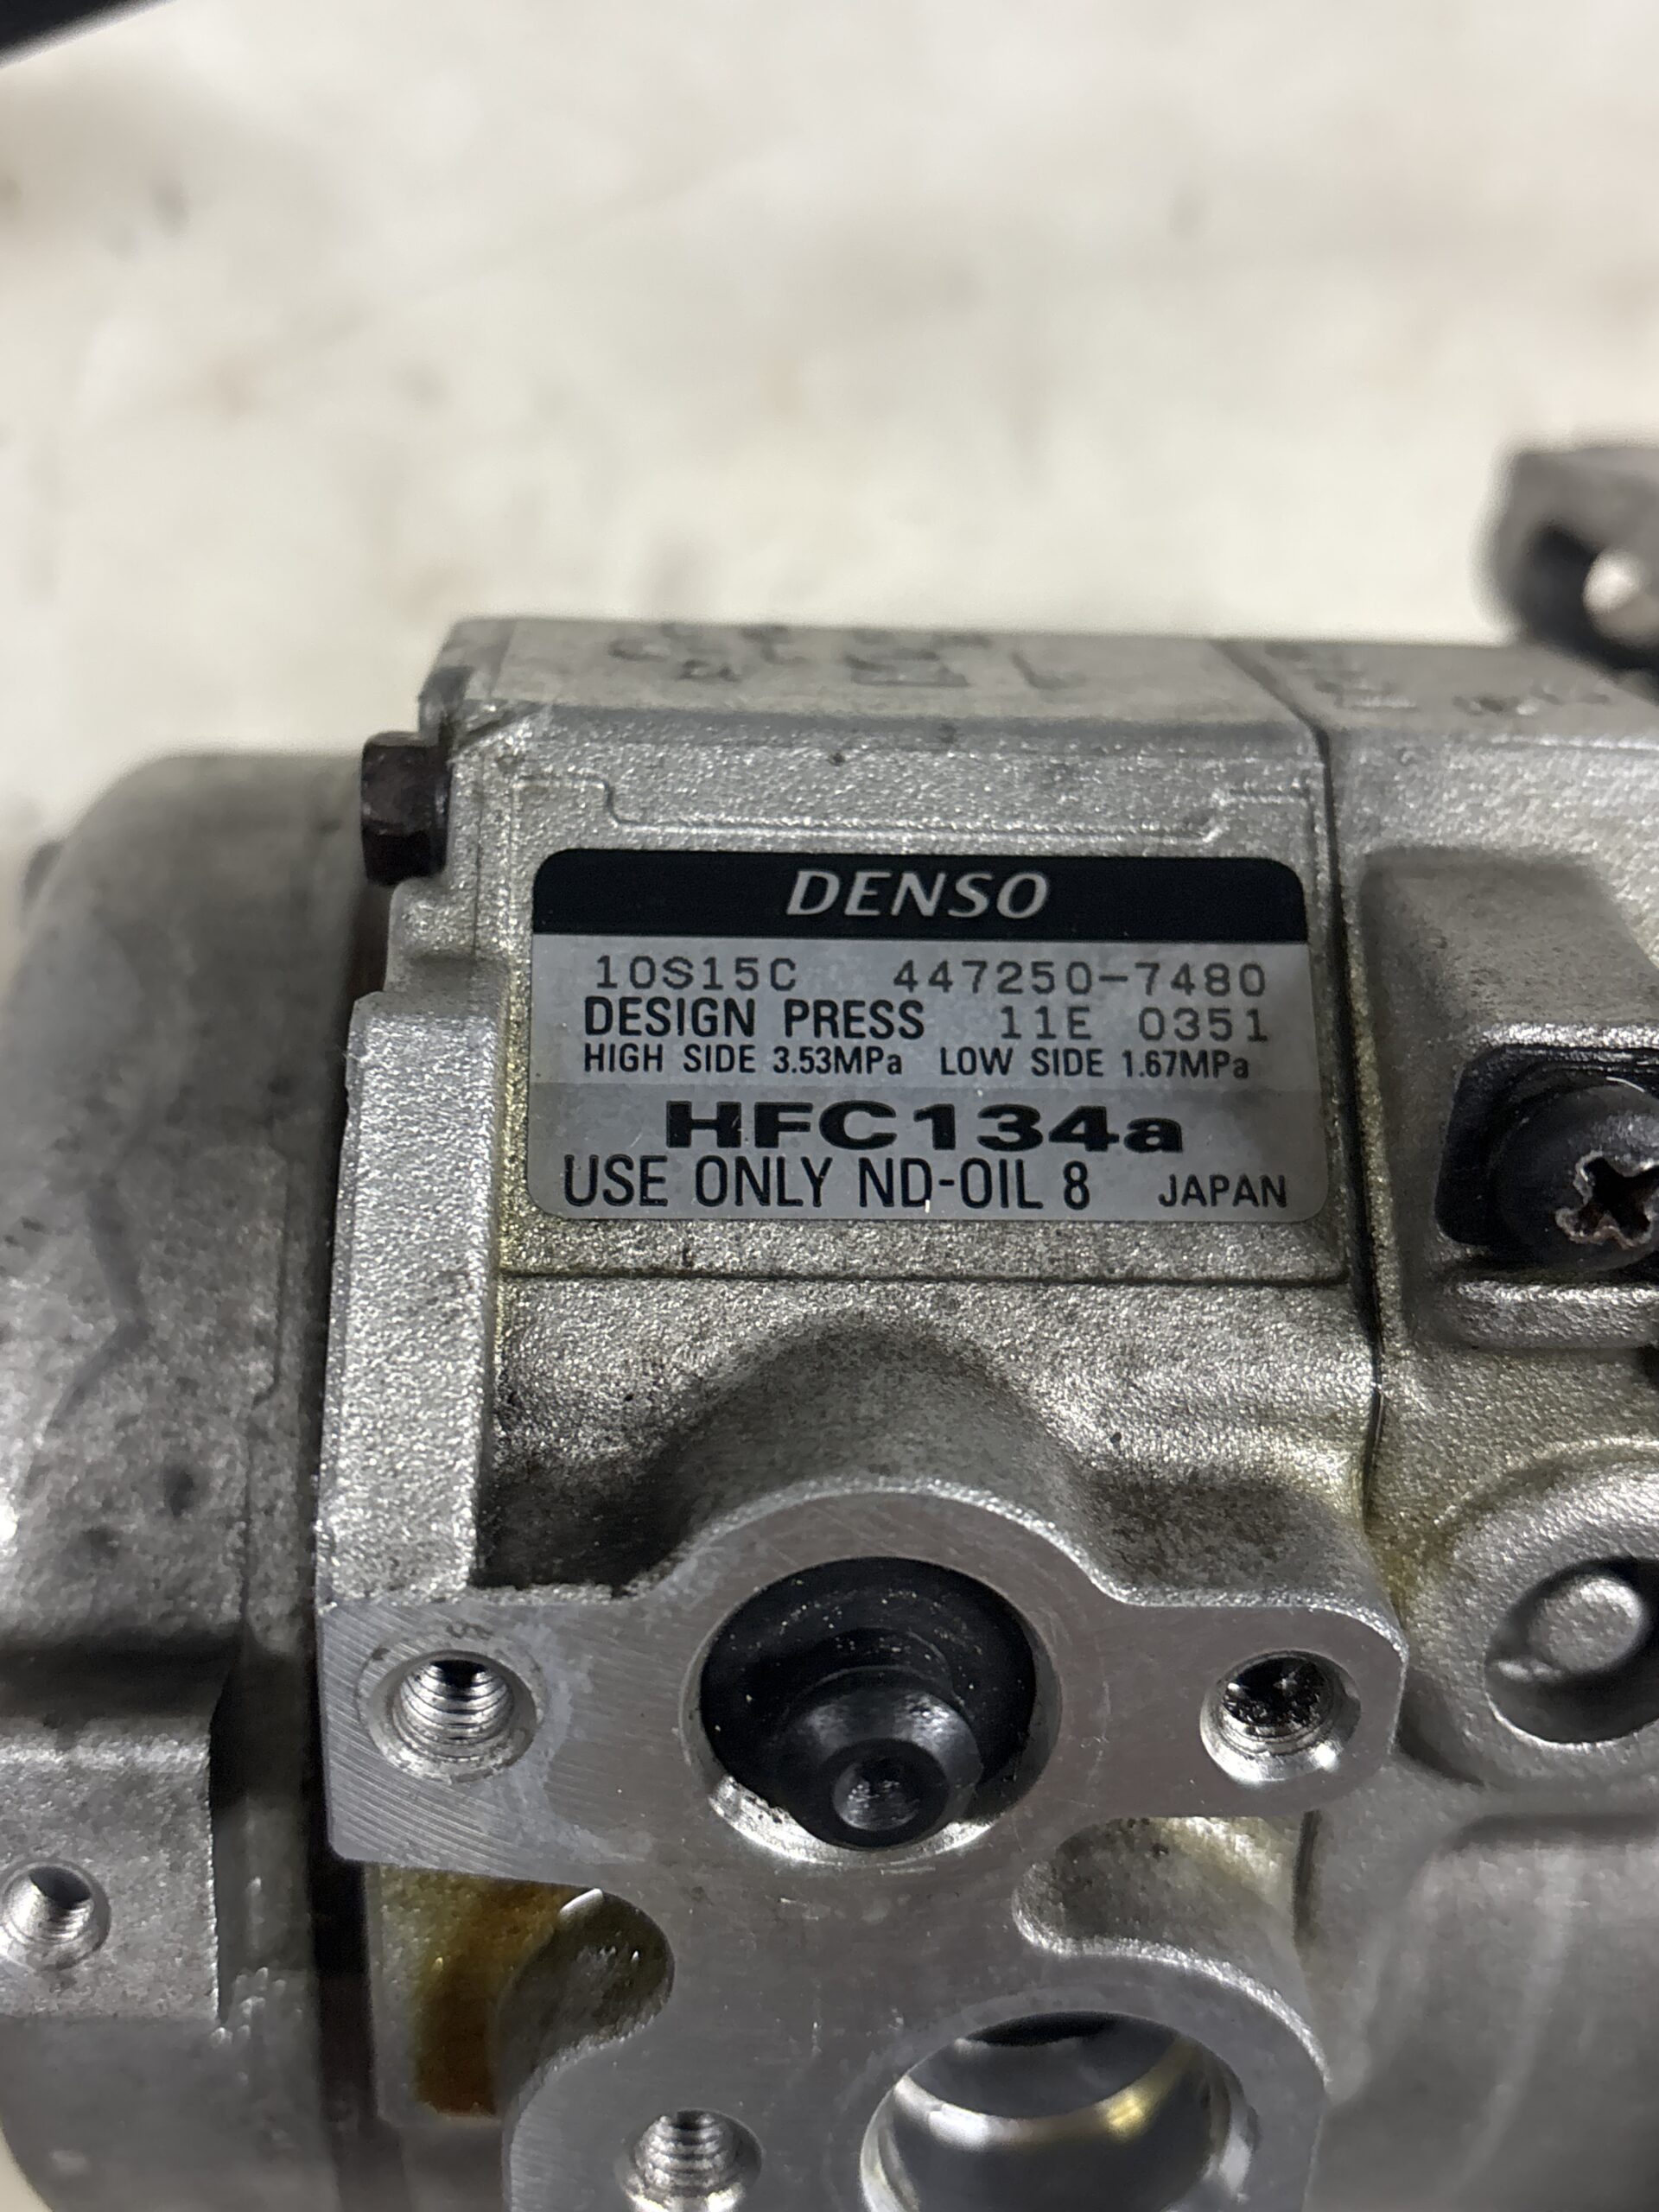 DENSO
10S15C 447250-7480
DESIGN PRESS 11E 0351
HIGH SIDE 3.53MPa LOW SIDE 1.67MPa
HFC134a
USE ONLY ND-OIL 8 JAPAN